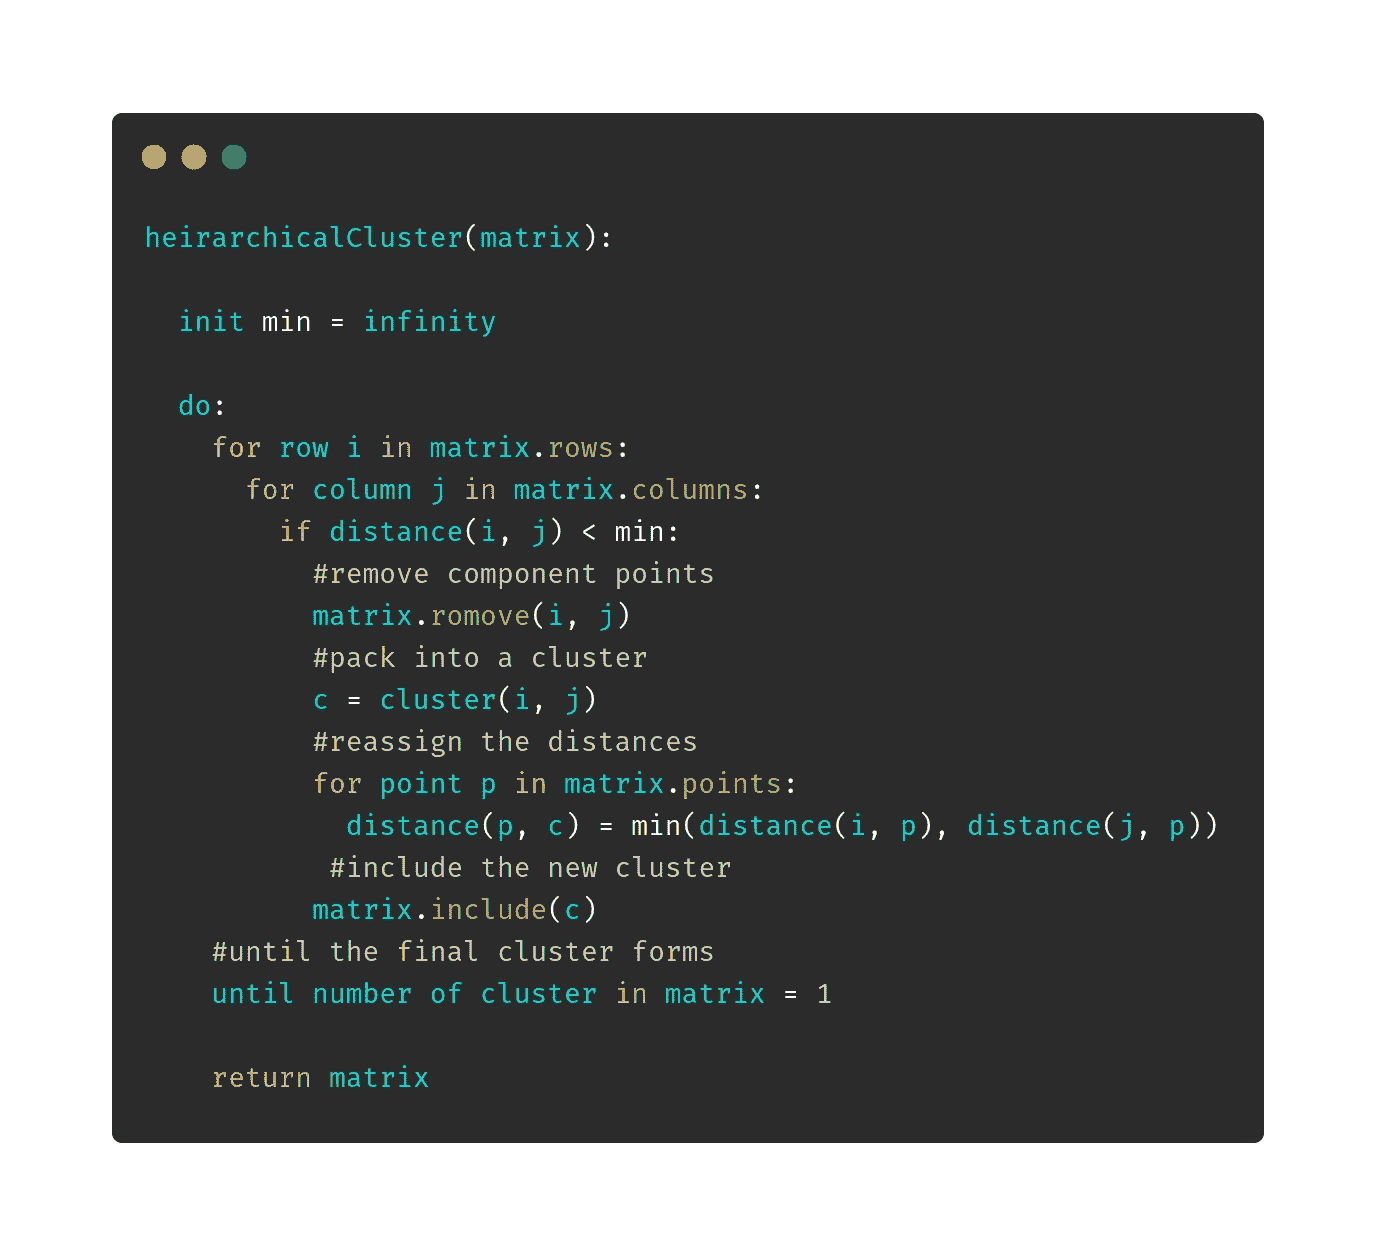 heirarchicalCluster(matrix):
init min = infinity
do:
for row i in matrix.rows:
for column j in matrix.columns:
if distance(i, j) < min:
#remove component points
matrix.romove(i, j)
#pack into a cluster
c = cluster(i, j)
#reassign the distances
for point p in matrix.points:
distance(p, c) = min(distance(i, p), distance(j, p))
#include the new cluster
matrix.include(c)
#until the final cluster forms
until number of cluster in matrix = 1
return matrix